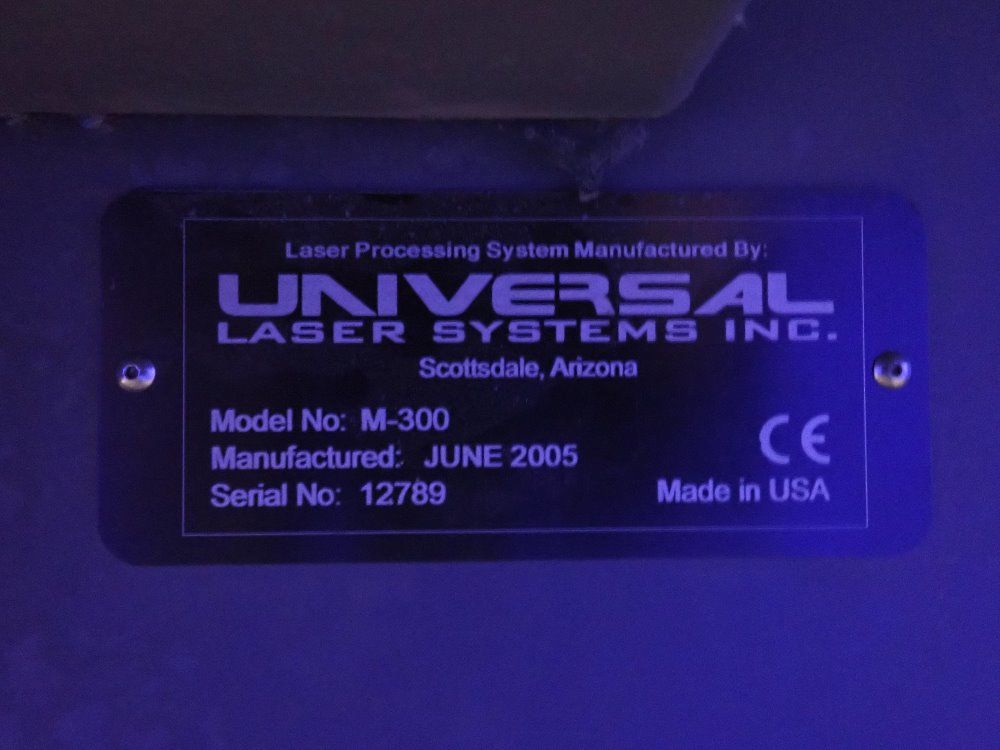 Laser Processing System Manufactured By:
UNIVERSAL
LASER SYSTEMS INC.
Scottsdale, Arizona
Model No: M-300
Manufactured: JUNE 2005
Serial No: 12789
CE
Made in USA